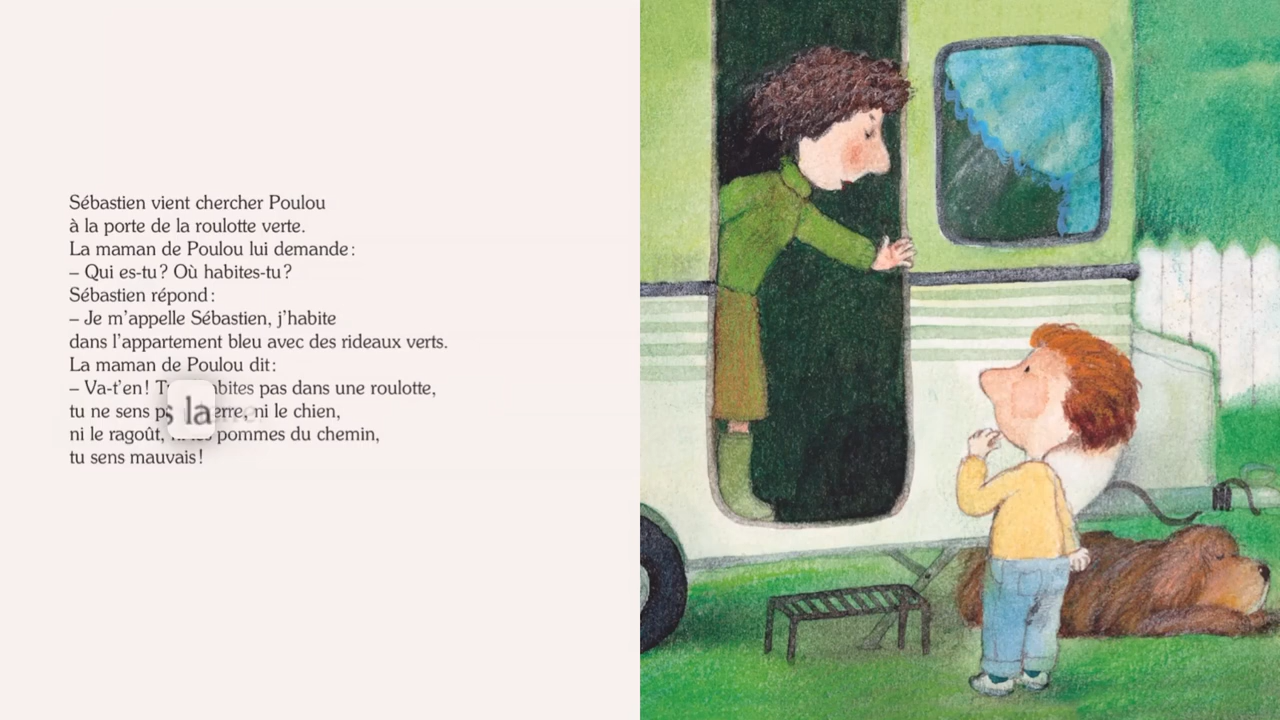 Sébastien vient chercher Poulou
à la porte de la roulotte verte.
La maman de Poulou lui demande :
– Qui es-tu ? Où habites-tu ?
Sébastien répond :
– Je m’appelle Sébastien, j’habite
dans l’appartement bleu avec des rideaux verts.
La maman de Poulou dit :
– Va-t’en ! pas dans une roulotte,
tu ne sens la ni le chien,
ni le ragoût, pommes du chemin,
tu sens mauvais !